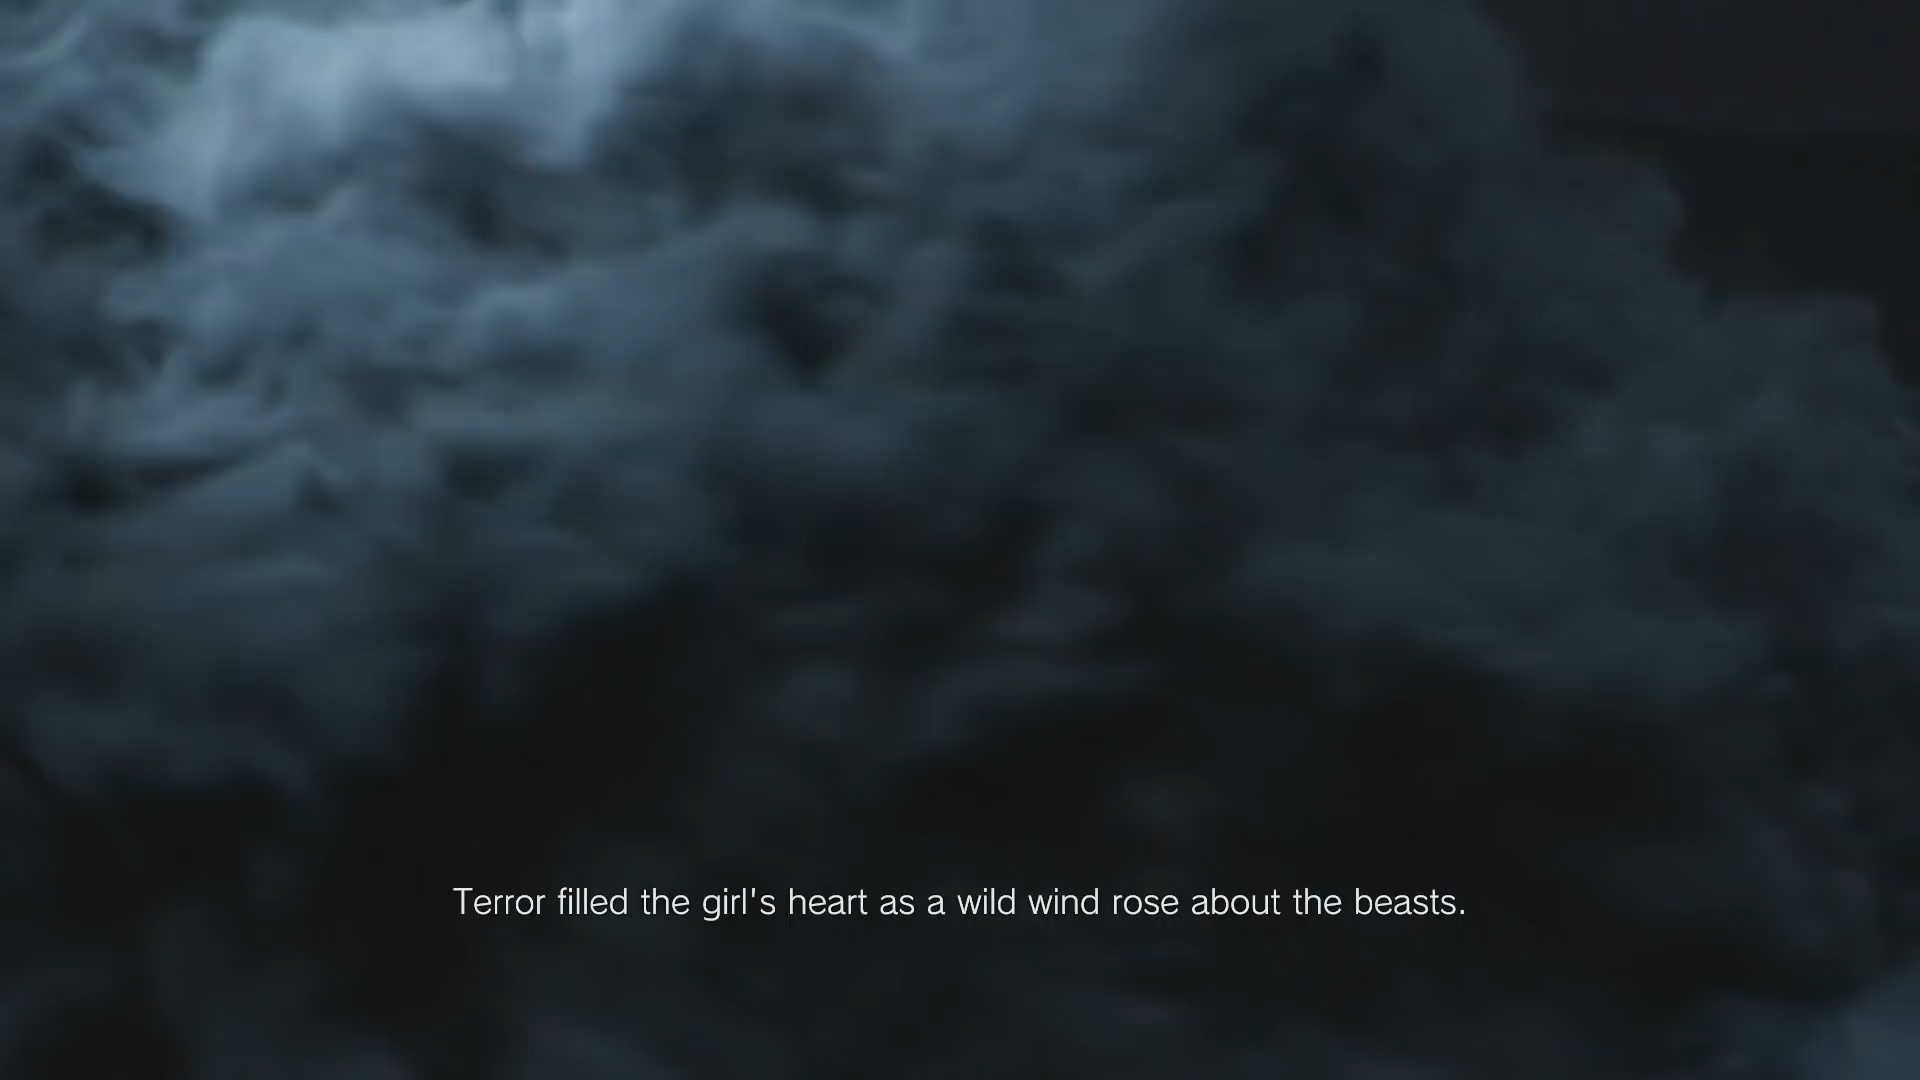 Terror filled the girl's heart as a wild wind rose about the beasts.